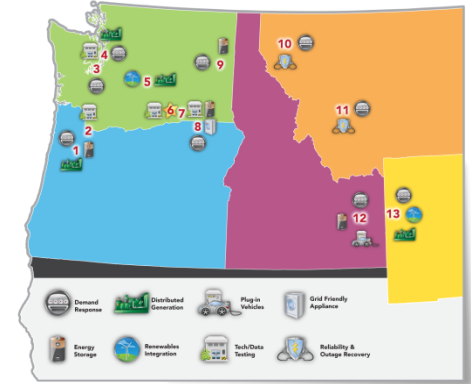 10
4
3
5
9
11
6
7
2
8
1
12
13
Demand
Response
Distributed
Generation
Plug-in
Vehicles
Grid Friendly
Appliance
Energy
Storage
Renewables
Integration
Tech/Data
Testing
Reliability &
Outage Recovery